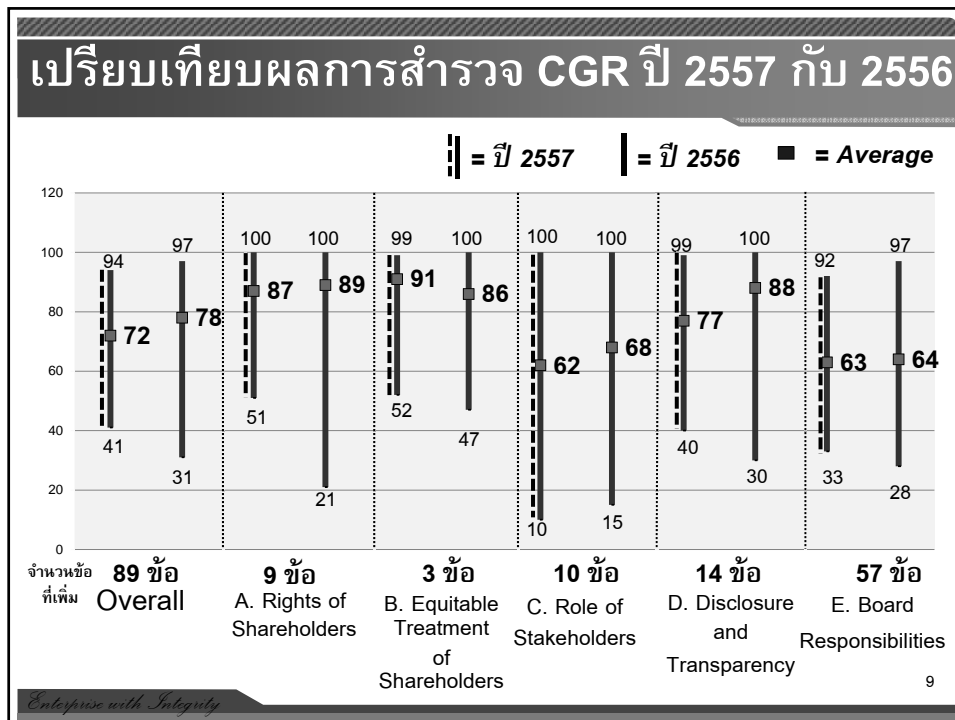 เปรียบเทียบผลการสำรวจ CGR ปี 2557 กับ 2556
= ปี 2557 = ปี 2556 = Average
120
100
80
60
40
20
0
94 97 100 100 99 100 100 100 99 100 92 97
72 78 87 89 91 86 62 68 77 88 63 64
41 31 51 21 52 47 10 15 40 30 33 28
จำนวนข้อ
ที่เพิ่ม
89 ข้อ 9 ข้อ 3 ข้อ 10 ข้อ 14 ข้อ 57 ข้อ
Overall
A. Rights of
Shareholders
B. Equitable
Treatment
of
Shareholders
C. Role of
Stakeholders
D. Disclosure
and
Transparency
E. Board
Responsibilities
9
Enterprise with Integrity